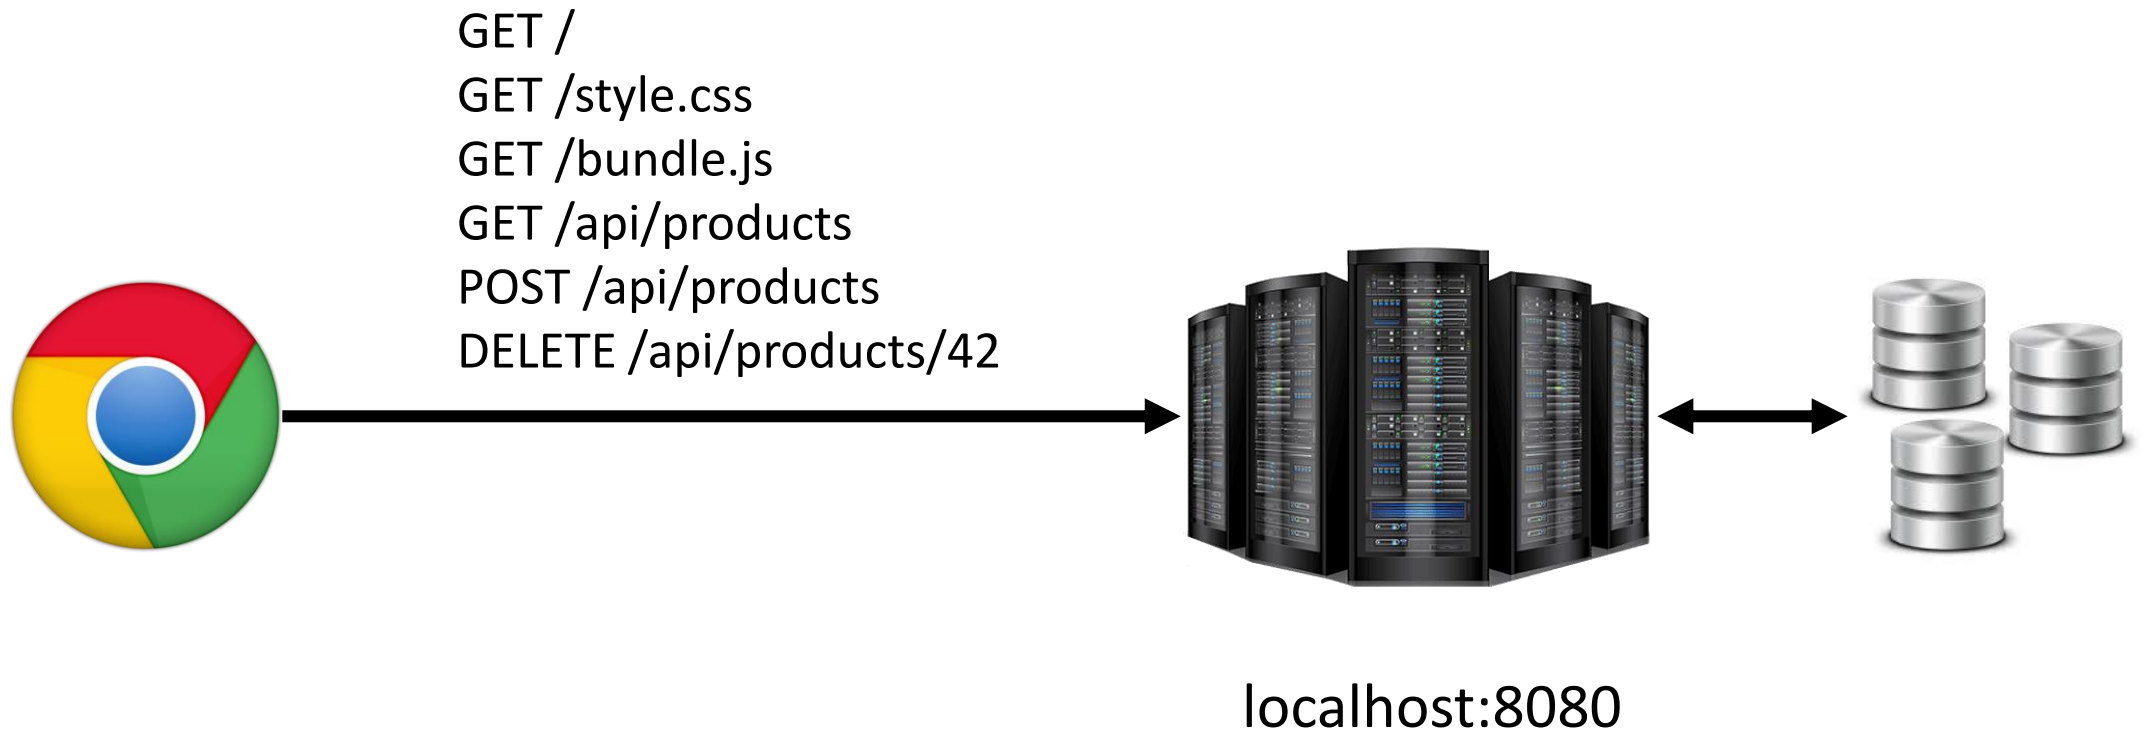 GET /
GET /style.css
GET /bundle.js
GET /api/products
POST /api/products
DELETE /api/products/42
localhost:8080